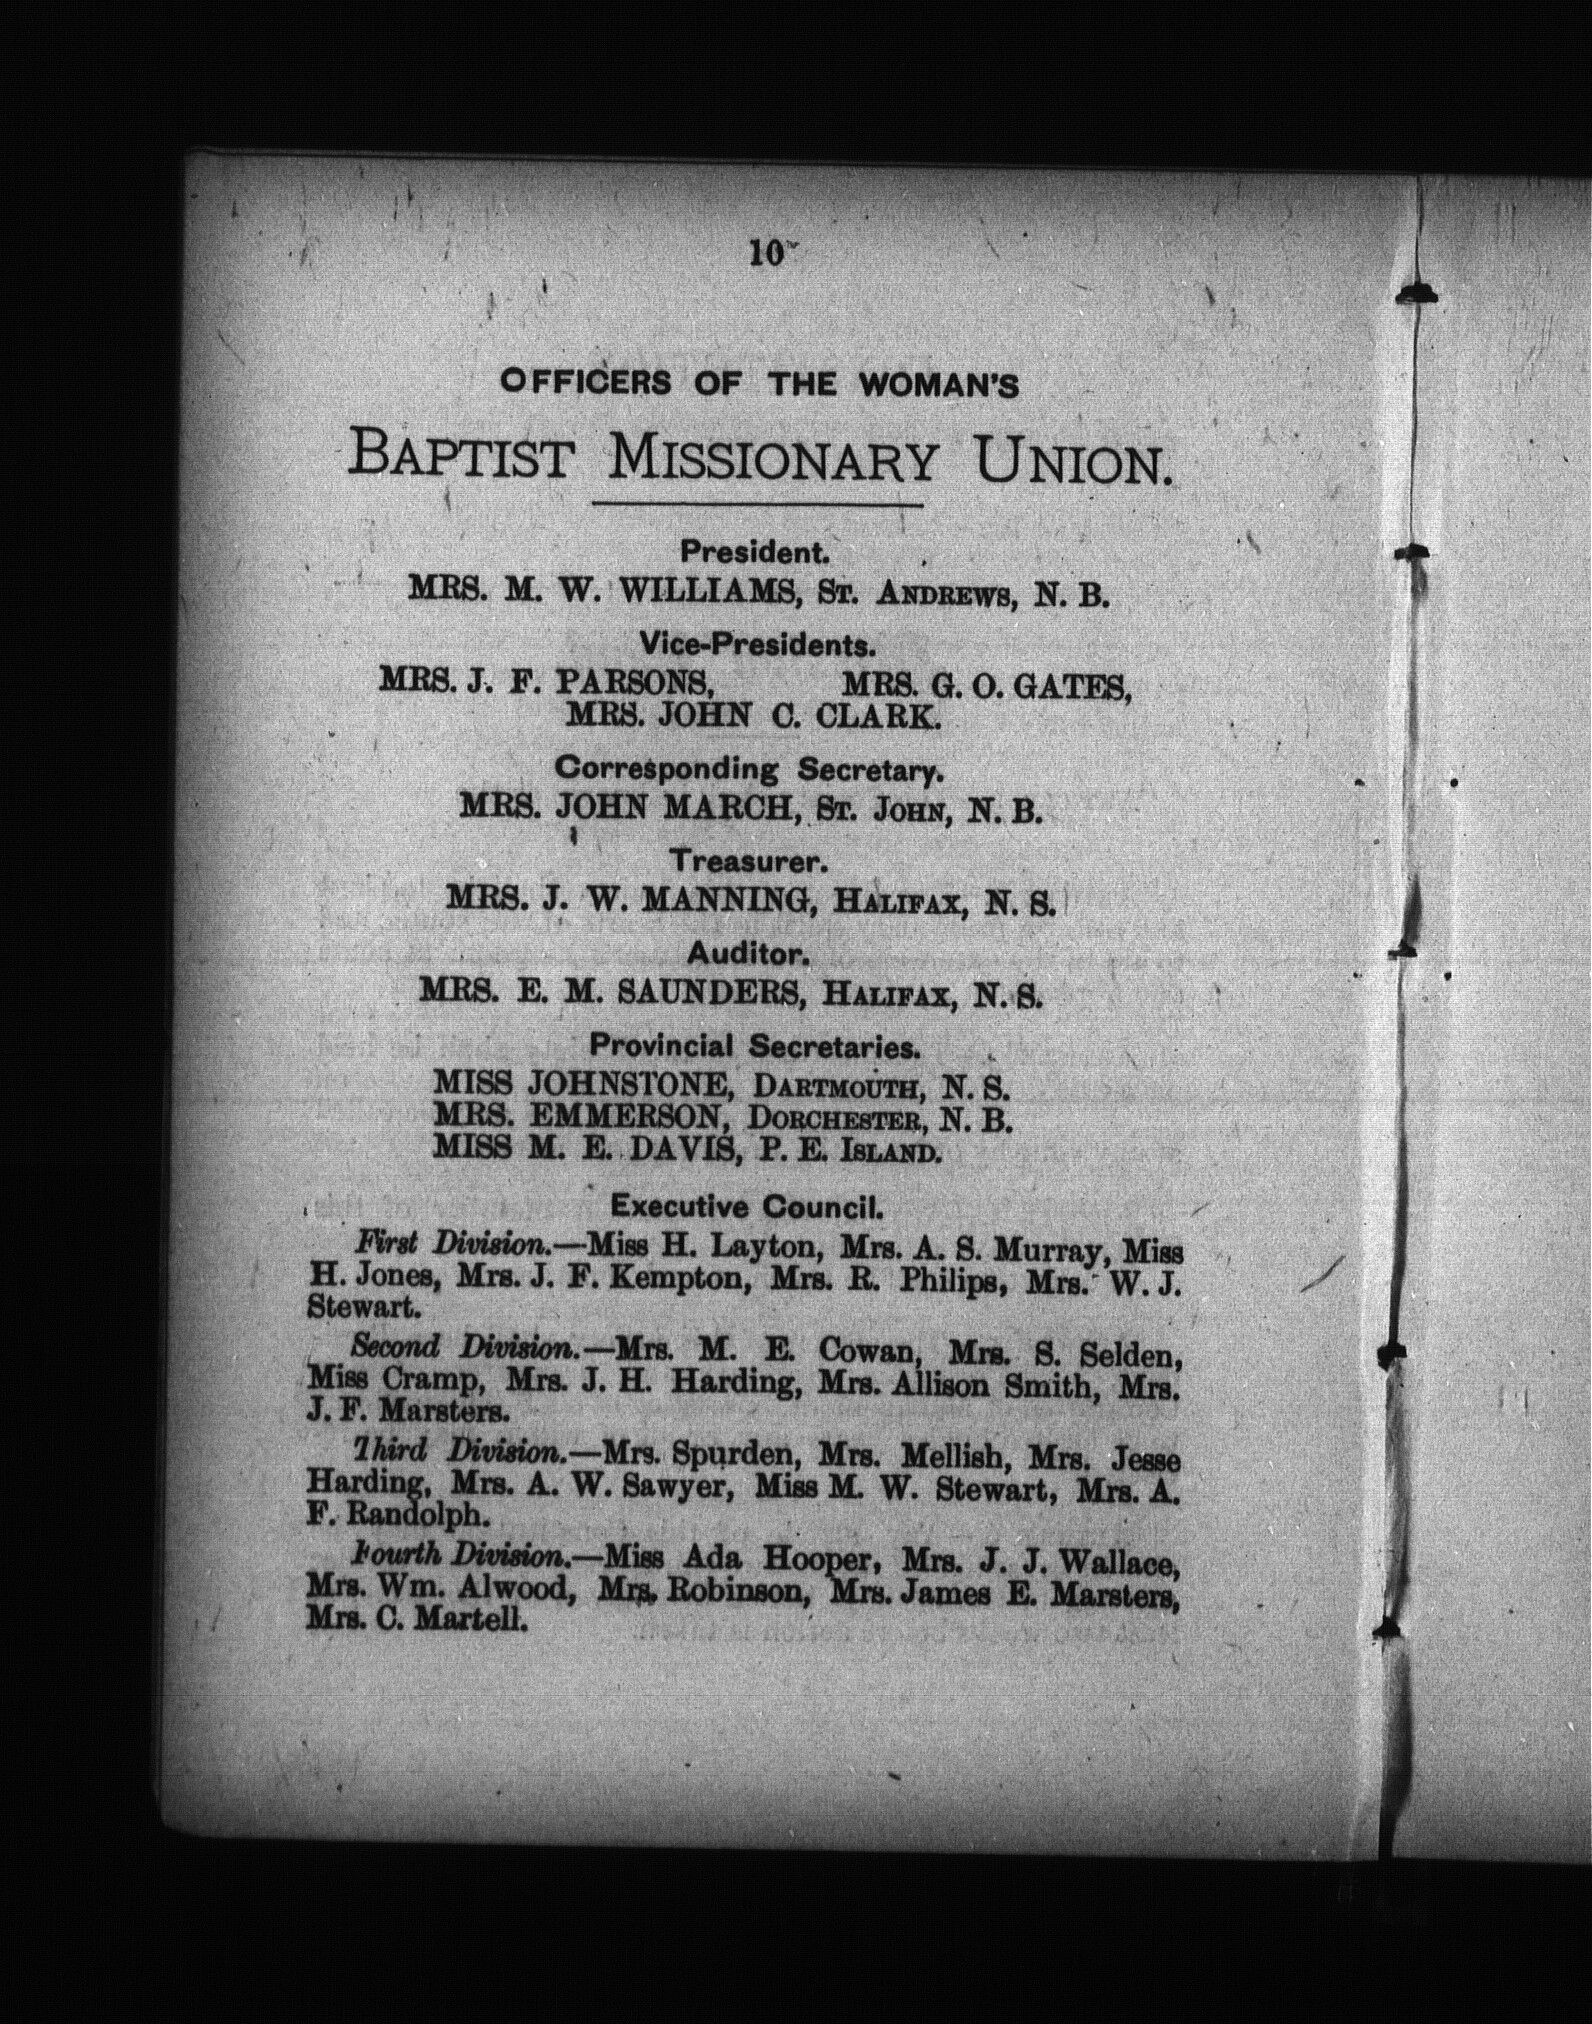 10
OFFICERS OF THE WOMAN'S
BAPTIST MISSIONARY UNION.
President.
MRS. M. W. WILLIAMS, ST. ANDREWS, N. B.
Vice-Presidents.
MRS. J. F. PARSONS, MRS. G. O. GATES,
MRS. JOHN C. CLARK.
Corresponding Secretary.
MRS. JOHN MARCH, ST. JOHN, N. B.
Treasurer.
MRS. J. W. MANNING, HALIFAX, N. S.
Auditor.
MRS. E. M. SAUNDERS, HALIFAX, N. S.
Provincial Secretaries.
MISS JOHNSTONE, DARTMOUTH, N. S.
MRS. EMMERSON, DORCHESTER, N. B.
MISS M. E. DAVIS, P. E. ISLAND.
Executive Council.
First Division.—Miss H. Layton, Mrs. A. S. Murray, Miss
H. Jones, Mrs. J. F. Kempton, Mrs. R. Philips, Mrs. W. J.
Stewart.
Second Division.—Mrs. M. E. Cowan, Mrs. S. Selden,
Miss Cramp, Mrs. J. H. Harding, Mrs. Allison Smith, Mrs.
J. F. Marsters.
Third Division.—Mrs. Spurden, Mrs. Mellish, Mrs. Jesse
Harding, Mrs. A. W. Sawyer, Miss M. W. Stewart, Mrs. A.
F. Randolph.
Fourth Division.—Miss Ada Hooper, Mrs. J. J. Wallace,
Mrs. Wm. Alwood, Mrs. Robinson, Mrs. James E. Marsters,
Mrs. C. Martell.